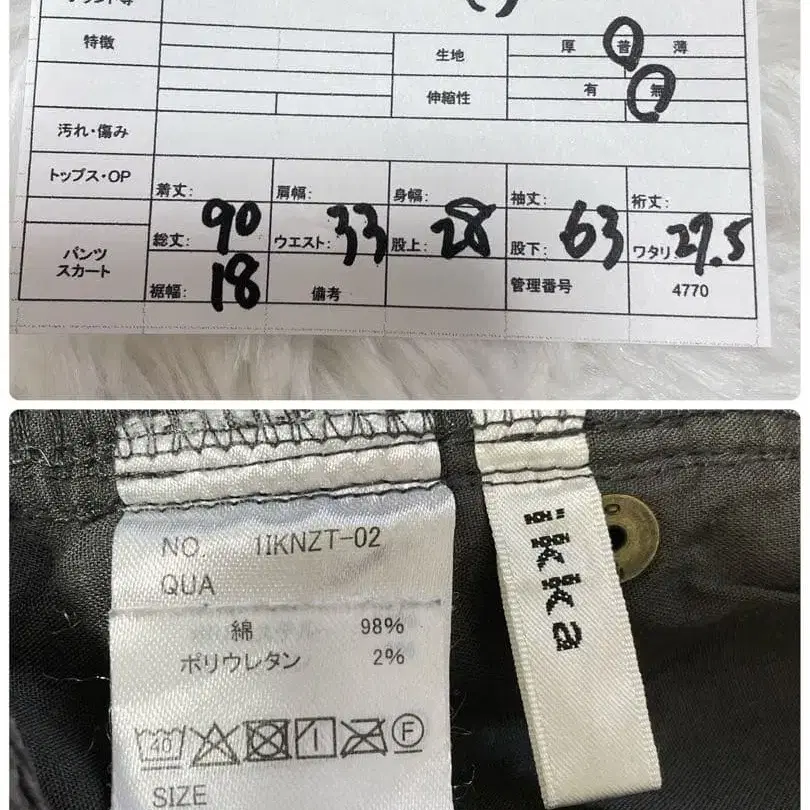 特徴
生地 厚 普 薄
伸縮性 有 無
汚れ・傷み
トップス・OP 着丈: 肩幅: 身幅: 袖丈: 裄丈:
パンツ スカート
総丈: 90 ウエスト: 33 股上: 28 股下: 63 ワタリ: 27.5
裾幅: 18 備考 管理番号 4770
NO. 1IKNZT-02
QUA
綿 98%
ポリウレタン 2%
40 F
SIZE
ikka